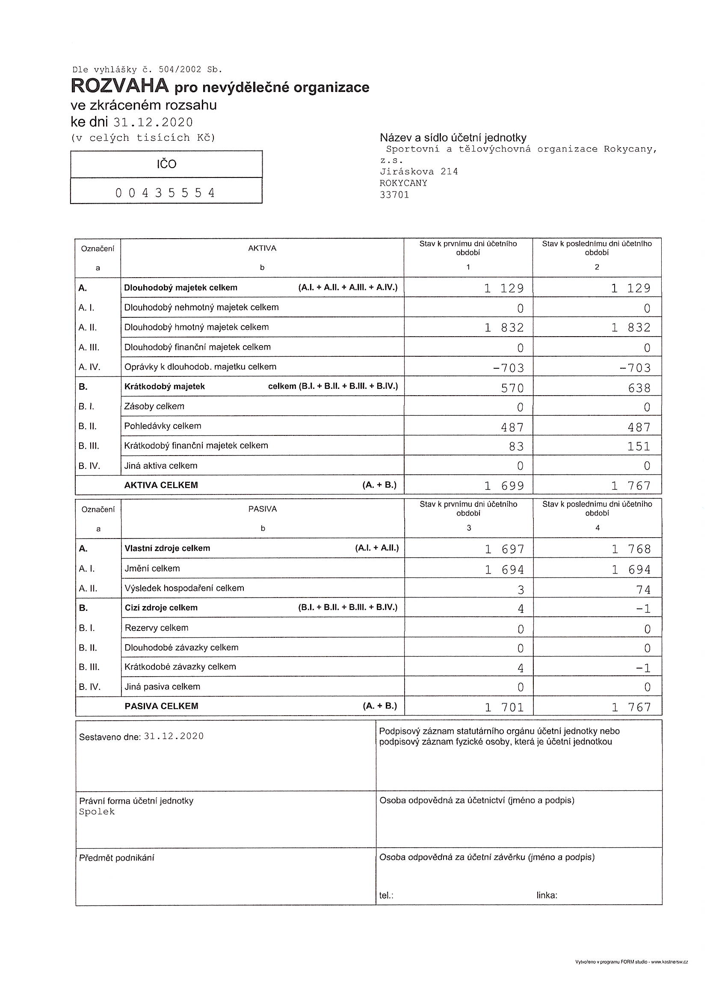 Dle vyhlášky č. 504/2002 Sb.
ROZVAHA pro nevýdělečné organizace
ve zkráceném rozsahu
ke dni 31.12.2020
(v celých tisících Kč)
IČO
0 0 4 3 5 5 5 4
Název a sídlo účetní jednotky
Sportovní a tělovýchovná organizace Rokycany,
z.s.
Jiráskova 214
ROKYCANY
33701
Označení AKTIVA Stav k prvnímu dni účetního období Stav k poslednímu dni účetního období
a b 1 2
A. Dlouhodobý majetek celkem (A.I. + A.II. + A.III. + A.IV.) 1 129 1 129
A. I. Dlouhodobý nehmotný majetek celkem 0 0
A. II. Dlouhodobý hmotný majetek celkem 1 832 1 832
A. III. Dlouhodobý finanční majetek celkem 0 0
A. IV. Oprávky k dlouhodob. majetku celkem -703 -703
B. Krátkodobý majetek celkem (B.I. + B.II. + B.III. + B.IV.) 570 638
B. I. Zásoby celkem 0 0
B. II. Pohledávky celkem 487 487
B. III. Krátkodobý finanční majetek celkem 83 151
B. IV. Jiná aktiva celkem 0 0
AKTIVA CELKEM (A. + B.) 1 699 1 767
Označení PASIVA Stav k prvnímu dni účetního období Stav k poslednímu dni účetního období
a b 3 4
A. Vlastní zdroje celkem (A.I. + A.II.) 1 697 1 768
A. I. Jmění celkem 1 694 1 694
A. II. Výsledek hospodaření celkem 3 74
B. Cizí zdroje celkem (B.I. + B.II. + B.III. + B.IV.) 4 -1
B. I. Rezervy celkem 0 0
B. II. Dlouhodobé závazky celkem 0 0
B. III. Krátkodobé závazky celkem 4 -1
B. IV. Jiná pasiva celkem 0 0
PASIVA CELKEM (A. + B.) 1 701 1 767
Sestaveno dne: 31.12.2020
Podpisový záznam statutárního orgánu účetní jednotky nebo
podpisový záznam fyzické osoby, která je účetní jednotkou
Právní forma účetní jednotky
Spolek
Osoba odpovědná za účetnictví (jméno a podpis)
Předmět podnikání
Osoba odpovědná za účetní závěrku (jméno a podpis)
tel.: linka:
Vytvořeno v programu FORM studio - www.kastnersw.cz